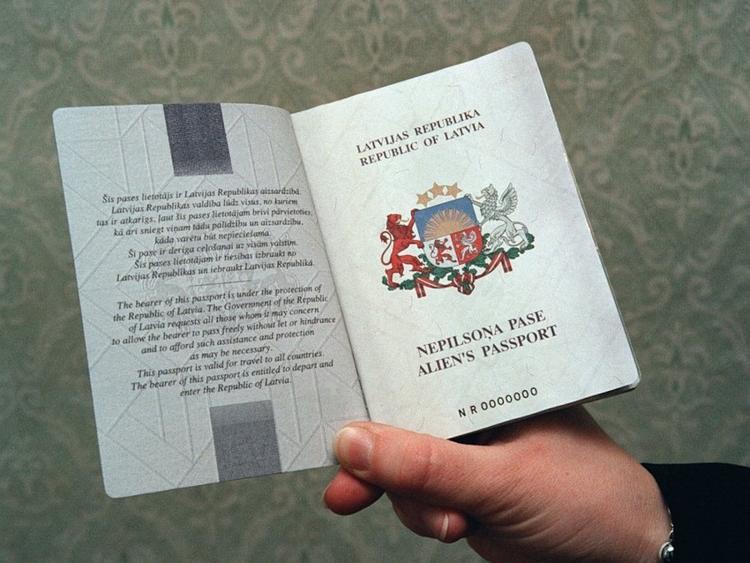 Šīs pases lietotājs ir Latvijas Republikas aizsardzībā.
Latvijas Republikas valdība lūdz visus, no kuriem
tas ir atkarīgs, ļaut šīs pases lietotājam brīvi pārvietoties,
kā arī sniegt viņam tādu palīdzību un aizsardzību,
kāda varētu būt nepieciešama.
Šī pase ir derīga ceļošanai uz visām valstīm.
Šīs pases lietotājam ir tiesības izbraukt no
Latvijas Republikas un iebraukt Latvijas Republikā.
The bearer of this passport is under the protection of
the Republic of Latvia. The Government of the Republic
of Latvia requests all those whom it may concern
to allow the bearer to pass freely without let or hindrance
and to afford such assistance and protection
as may be necessary.
This passport is valid for travel to all countries.
The bearer of this passport is entitled to depart and
enter the Republic of Latvia.
LATVIJAS REPUBLIKA
REPUBLIC OF LATVIA
NEPILSOŅA PASE
ALIEN'S PASSPORT
NR0000000